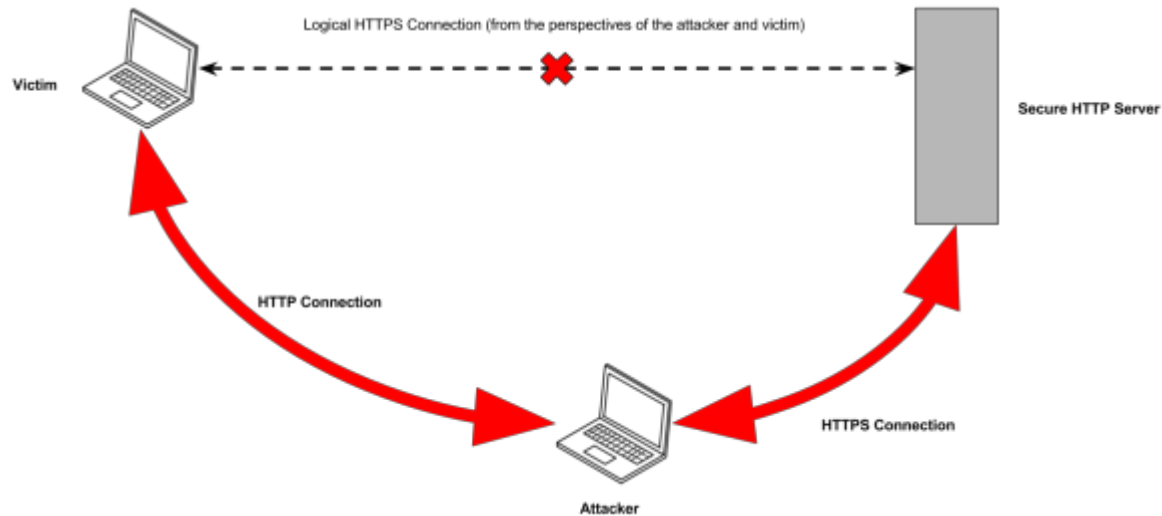 Logical HTTPS Connection (from the perspectives of the attacker and victim)
Victim
Secure HTTP Server
HTTP Connection
HTTPS Connection
Attacker